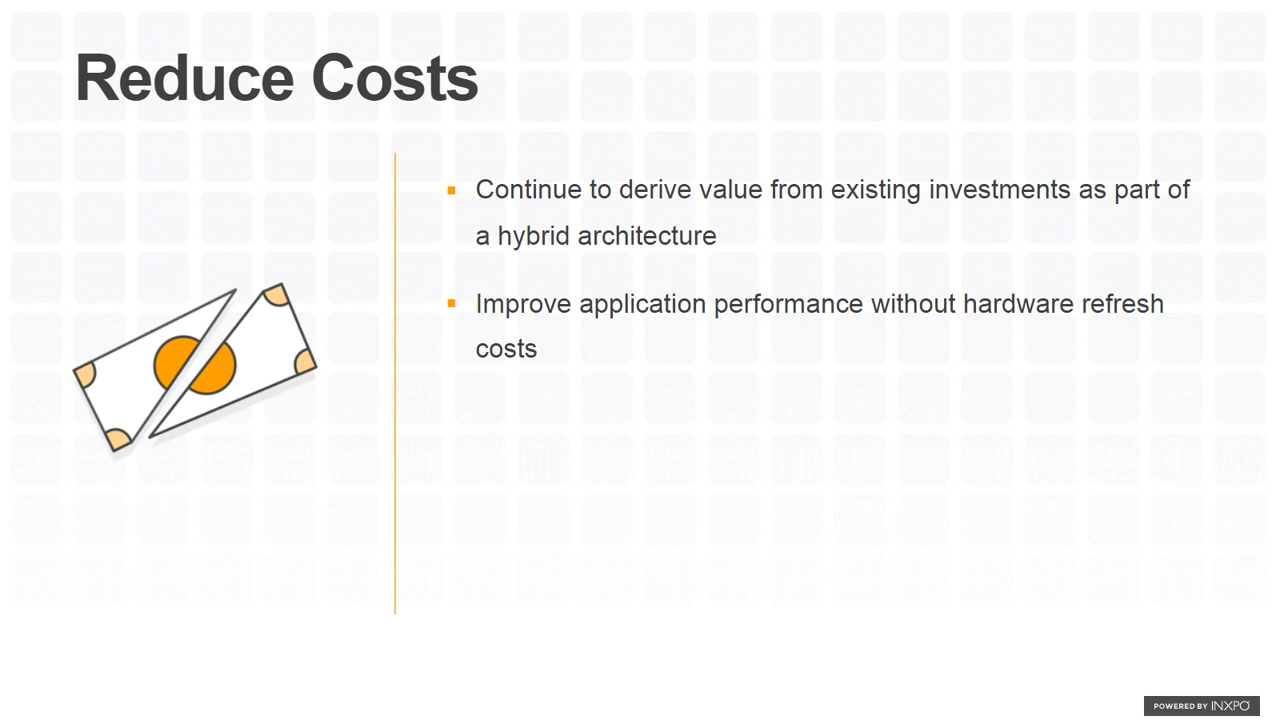 Reduce Costs
Continue to derive value from existing investments as part of
a hybrid architecture
Improve application performance without hardware refresh
costs
POWERED BY INXPO